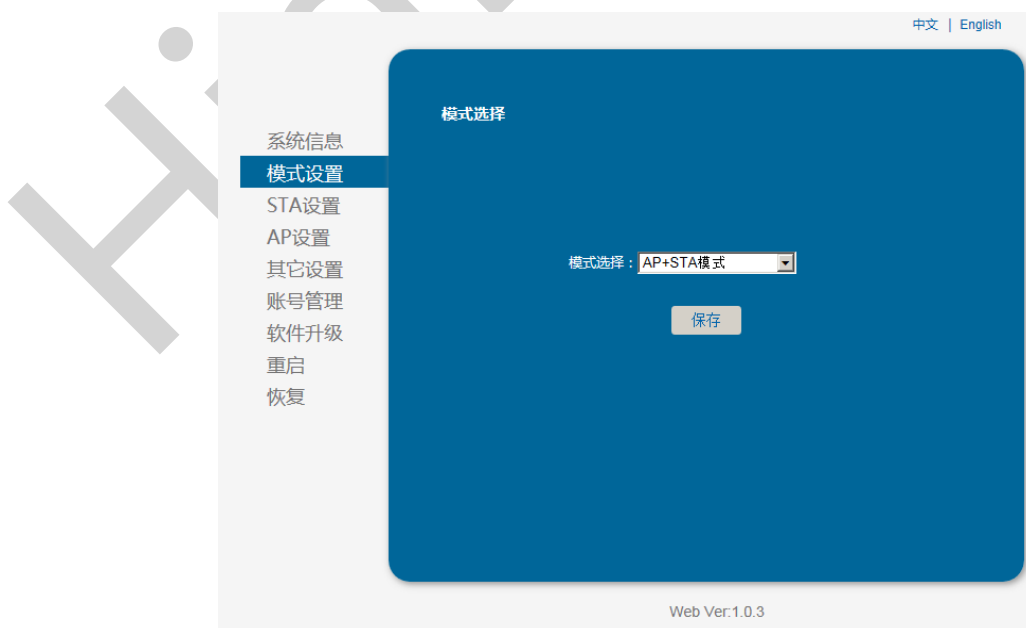 中文 | English
模式选择
系统信息
模式设置
STA设置
AP设置
其它设置
账号管理
软件升级
重启
恢复
模式选择：AP+STA模式
保存
Web Ver:1.0.3